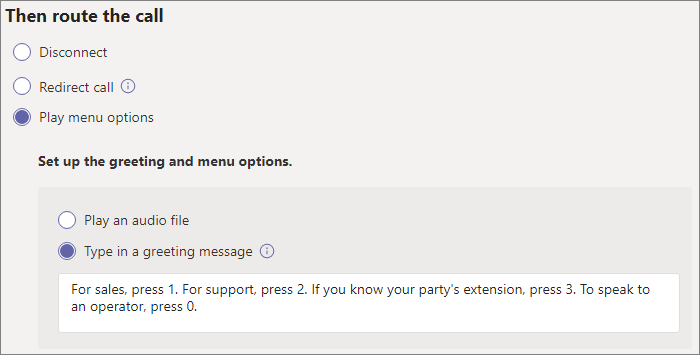 Then route the call
Disconnect
Redirect call
Play menu options
Set up the greeting and menu options.
Play an audio file
Type in a greeting message
For sales, press 1. For support, press 2. If you know your party's extension, press 3. To speak to
an operator, press 0.